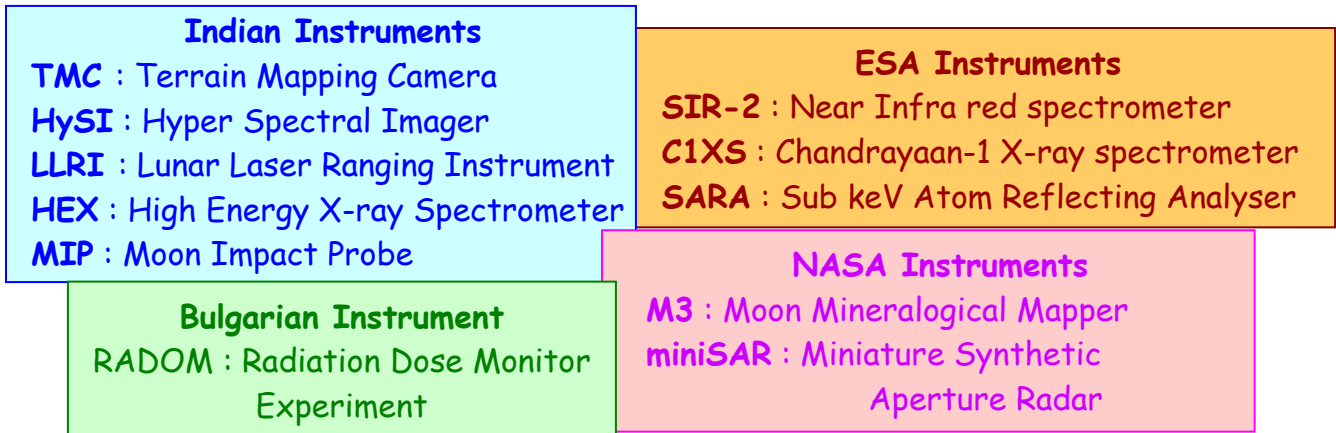 Indian Instruments
TMC : Terrain Mapping Camera
HySI : Hyper Spectral Imager
LLRI : Lunar Laser Ranging Instrument
HEX : High Energy X-ray Spectrometer
MIP : Moon Impact Probe
ESA Instruments
SIR-2 : Near Infra red spectrometer
C1XS : Chandrayaan-1 X-ray spectrometer
SARA : Sub keV Atom Reflecting Analyser
Bulgarian Instrument
RADOM : Radiation Dose Monitor
Experiment
NASA Instruments
M3 : Moon Mineralogical Mapper
miniSAR : Miniature Synthetic
Aperture Radar